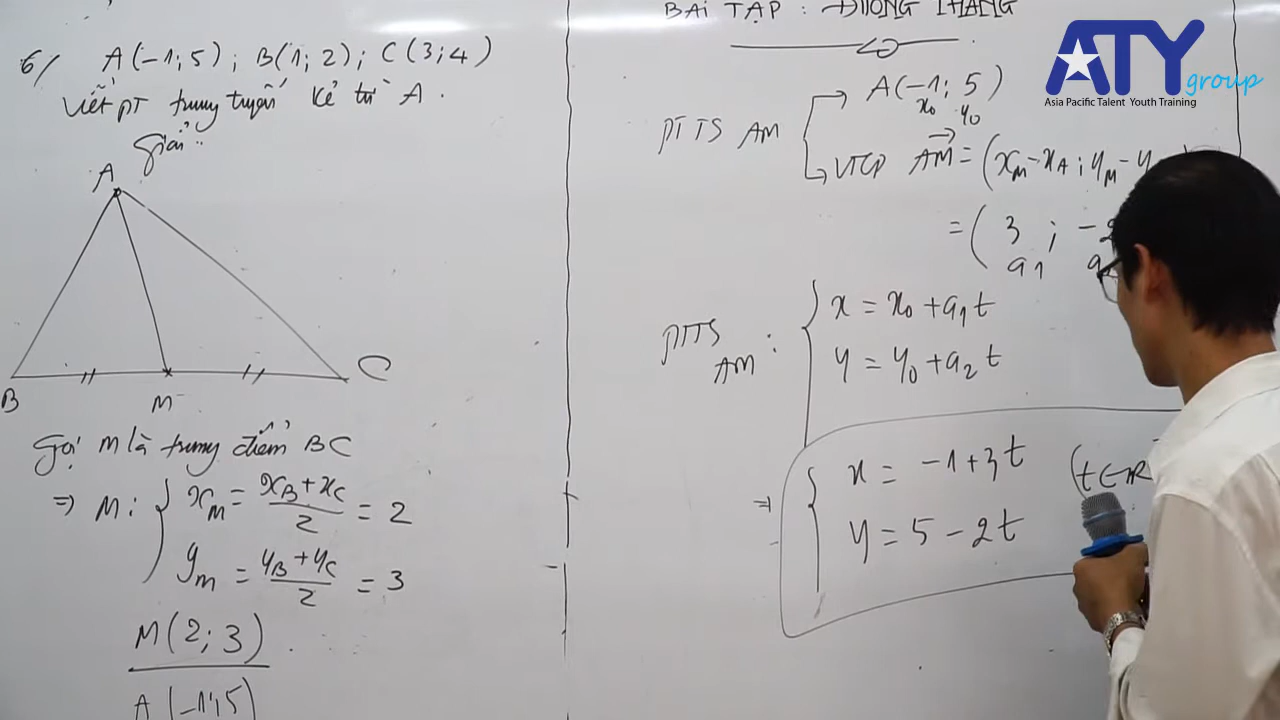 6/ A(-1;5); B(1;2); C(3;4)
Viết PT trung tuyến kẻ từ A.
Giải:
A
B M C
Gọi M là trung điểm BC
=> M: { x_M = (x_B + x_C)/2 = 2
y_M = (y_B + y_C)/2 = 3
M(2;3)
A(-1;5)
BÀI TẬP: ĐƯỜNG THẲNG
PTTS AM
A(-1; 5)
x₀ y₀
VTCP AM = (x_M - x_A; y_M - y
= (3; -2
a₁ a
PTTS AM: { x = x₀ + a₁t
y = y₀ + a₂t
=> { x = -1+3t (t∈R
y = 5 - 2t
ATY group
Asia Pacific Talent Youth Training